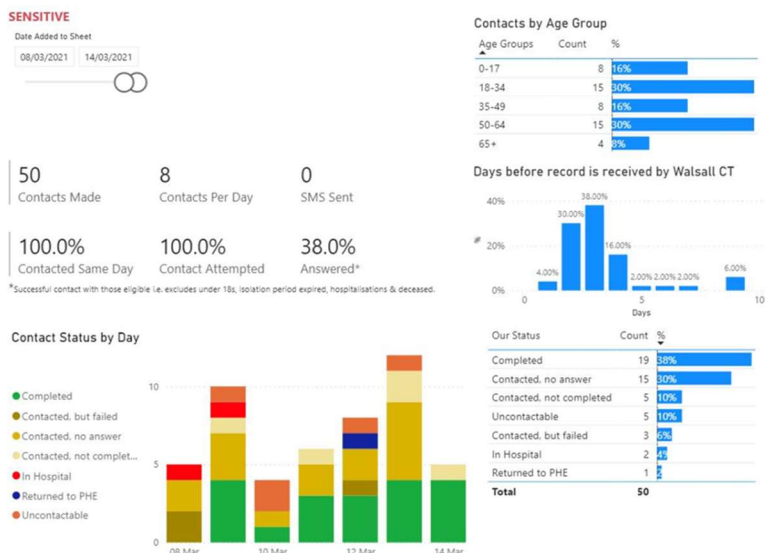 SENSITIVE
Date Added to Sheet
08/03/2021 14/03/2021
50 8 0
Contacts Made Contacts Per Day SMS Sent
100.0% 100.0% 38.0%
Contacted Same Day Contact Attempted Answered*
*Successful contact with those eligible i.e. excludes under 18s, isolation period expired, hospitalisations & deceased.
Contact Status by Day
Completed
Contacted, but failed
Contacted, no answer
Contacted, not complet...
In Hospital
Returned to PHE
Uncontactable
10
5
0
08 Mar 10 Mar 12 Mar 14 Mar
Contacts by Age Group
Age Groups Count %
0-17 8 16%
18-34 15 30%
35-49 8 16%
50-64 15 30%
65+ 4 8%
Days before record is received by Walsall CT
40%
20%
0%
%
4.00% 30.00% 38.00% 16.00% 2.00% 2.00% 2.00% 6.00%
0 5 10
Days
Our Status Count %
Completed 19 38%
Contacted, no answer 15 30%
Contacted, not completed 5 10%
Uncontactable 5 10%
Contacted, but failed 3 6%
In Hospital 2 4%
Returned to PHE 1 2
Total 50